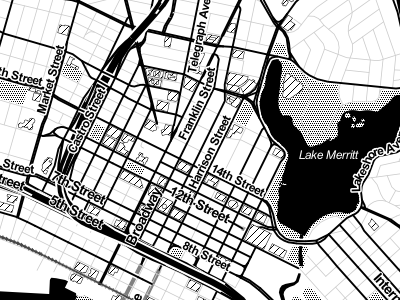 Telegraph Ave
Market Street
th Street
Castro Street
Franklin Street
Harrison Street
Lake Merritt
Lakeshore Ave
Street
Street
7th Street
5th Street
14th Street
12th Street
Broadway
8th Street
Inter
e